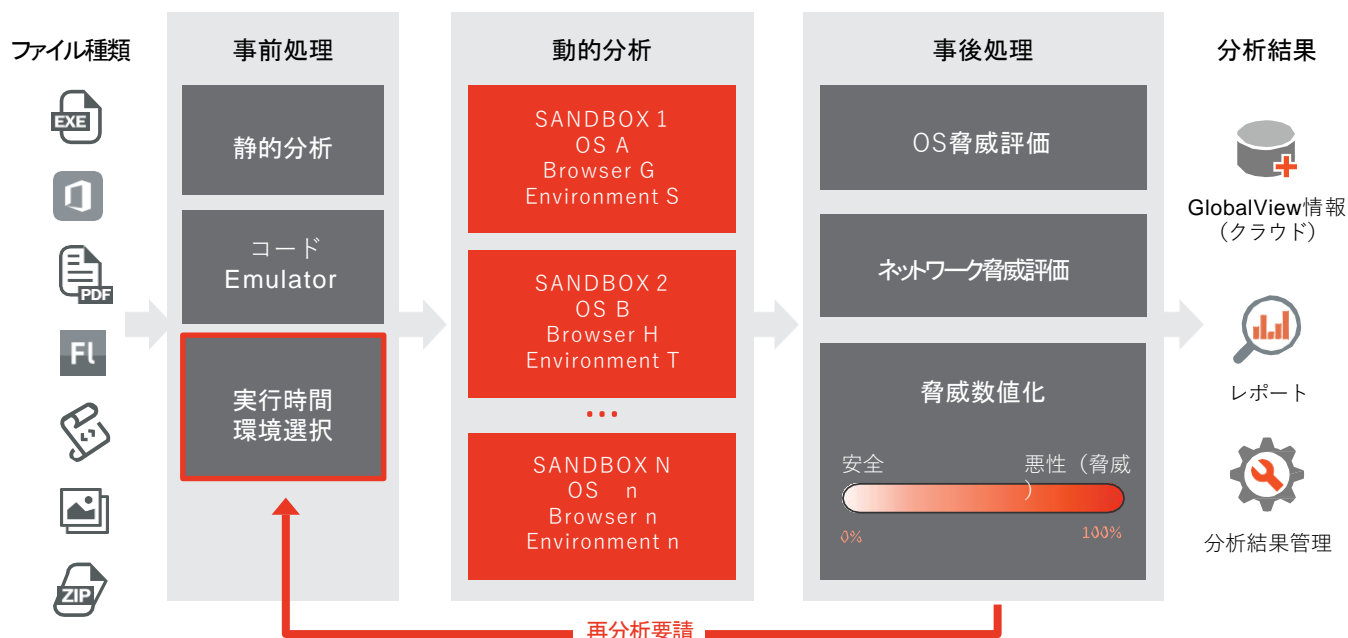 ファイル種類
EXE
PDF
FL
ZIP
事前処理
静的分析
コード
Emulator
実行時間
環境選択
動的分析
SANDBOX 1
OS A
Browser G
Environment S
SANDBOX 2
OS B
Browser H
Environment T
...
SANDBOX N
OS n
Browser n
Environment n
事後処理
OS脅威評価
ネットワーク脅威評価
脅威数値化
安全
悪性（脅威
）
0%
100%
分析結果
GlobalView情報
（クラウド）
レポート
分析結果管理
再分析要請